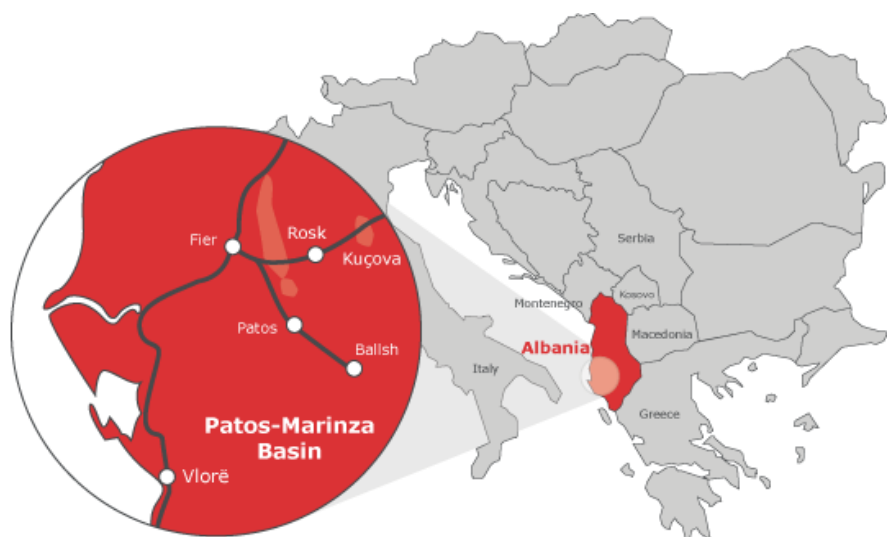 Fier
Rosk
Kuçova
Patos
Ballsh
Patos-Marinza
Basin
Vlorë
Serbia
Kosovo
Montenegro
Macedonia
Albania
Italy
Greece